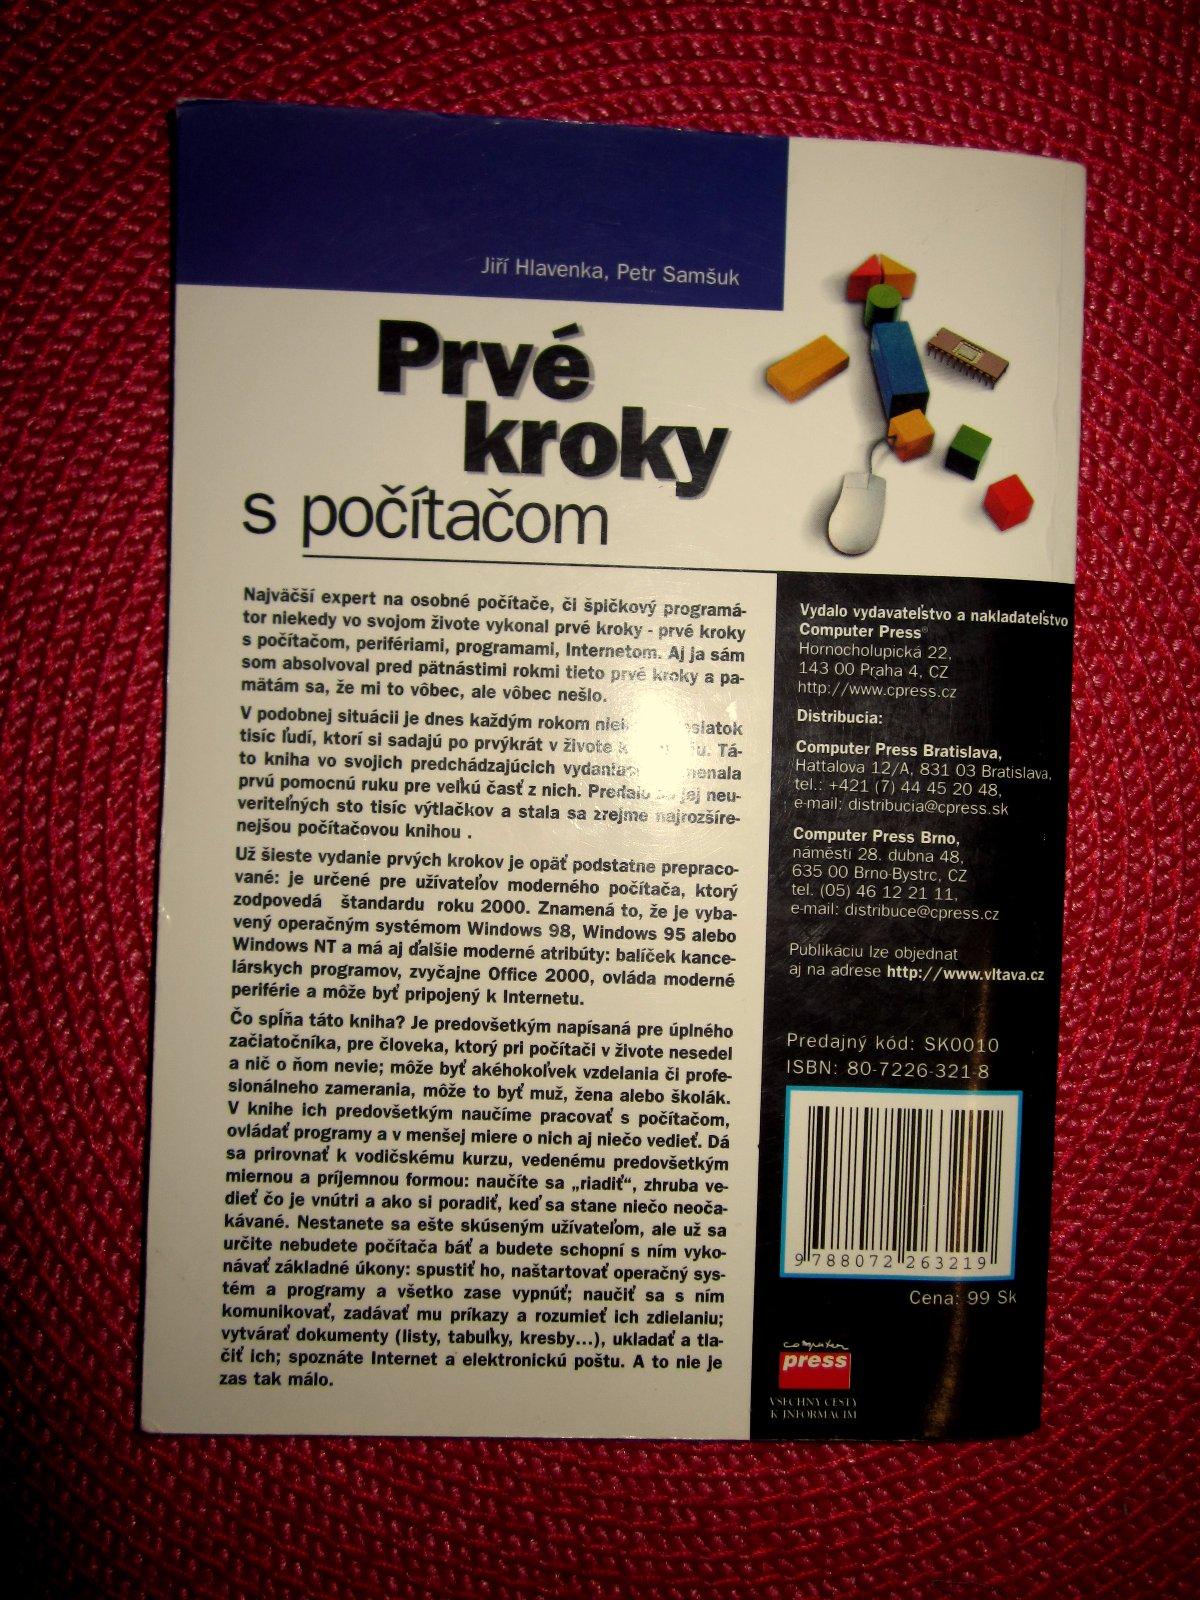 Jiří Hlavenka, Petr Samšuk
Prvé
kroky
s počítačom
Najväčší expert na osobné počítače, či špičkový programá-
tor niekedy vo svojom živote vykonal prvé kroky - prvé kroky
s počítačom, perifériami, programami, Internetom. Aj ja sám
som absolvoval pred pätnástimi rokmi tieto prvé kroky a pa-
mätám sa, že mi to vôbec, ale vôbec nešlo.
V podobnej situácii je dnes každým rokom
tisíc ľudí, ktorí si sadajú po prvýkrát v živote Tá-
to kniha vo svojich predchádzajúcich
prvú pomocnú ruku pre veľkú časť z nich. jej neu-
veriteľných sto tisíc výtlačkov a stala sa zrejme najrozšíre-
nejšou počítačovou knihou .
Už šieste vydanie prvých krokov je opäť podstatne prepraco-
vané: je určené pre užívateľov moderného počítača, ktorý
zodpovedá štandardu roku 2000. Znamená to, že je vyba-
vený operačným systémom Windows 98, Windows 95 alebo
Windows NT a má aj ďalšie moderné atribúty: balíček kance-
lárskych programov, zvyčajne Office 2000, ovláda moderné
periférie a môže byť pripojený k Internetu.
Čo spĺňa táto kniha? Je predovšetkým napísaná pre úplného
začiatočníka, pre človeka, ktorý pri počítači v živote nesedel
a nič o ňom nevie; môže byť akéhokoľvek vzdelania či profe-
sionálneho zamerania, môže to byť muž, žena alebo školák.
V knihe ich predovšetkým naučíme pracovať s počítačom,
ovládať programy a v menšej miere o nich aj niečo vedieť. Dá
sa prirovnať k vodičskému kurzu, vedenému predovšetkým
miernou a príjemnou formou: naučíte sa „riadiť“, zhruba ve-
dieť čo je vnútri a ako si poradiť, keď sa stane niečo neoča-
kávané. Nestanete sa ešte skúseným užívateľom, ale už sa
určite nebudete počítača báť a budete schopní s ním vyko-
návať základné úkony: spustiť ho, naštartovať operačný sys-
tém a programy a všetko zase vypnúť; naučiť sa s ním
komunikovať, zadávať mu príkazy a rozumieť ich zdielaniu;
vytvárať dokumenty (listy, tabuľky, kresby...), ukladať a tla-
čiť ich; spoznáte Internet a elektronickú poštu. A to nie je
zas tak málo.
Vydalo vydavateľstvo a nakladateľstvo
Computer Press®
Hornocholupická 22,
143 00 Praha 4, CZ
http://www.cpress.cz
Distribucia:
Computer Press Bratislava,
Hattalova 12/A, 831 03 Bratislava,
tel.: +421 (7) 44 45 20 48,
e-mail: distribucia@cpress.sk
Computer Press Brno,
náměstí 28. dubna 48,
635 00 Brno-Bystrc, CZ
tel. (05) 46 12 21 11,
e-mail: distribuce@cpress.cz
Publikáciu lze objednat
aj na adrese http://www.vltava.cz
Predajný kód: SK0010
ISBN: 80-7226-321-8
9 788072 263219
Cena: 99 Sk
computer
press
VŠECHNY CESTY
K INFORMACÍM